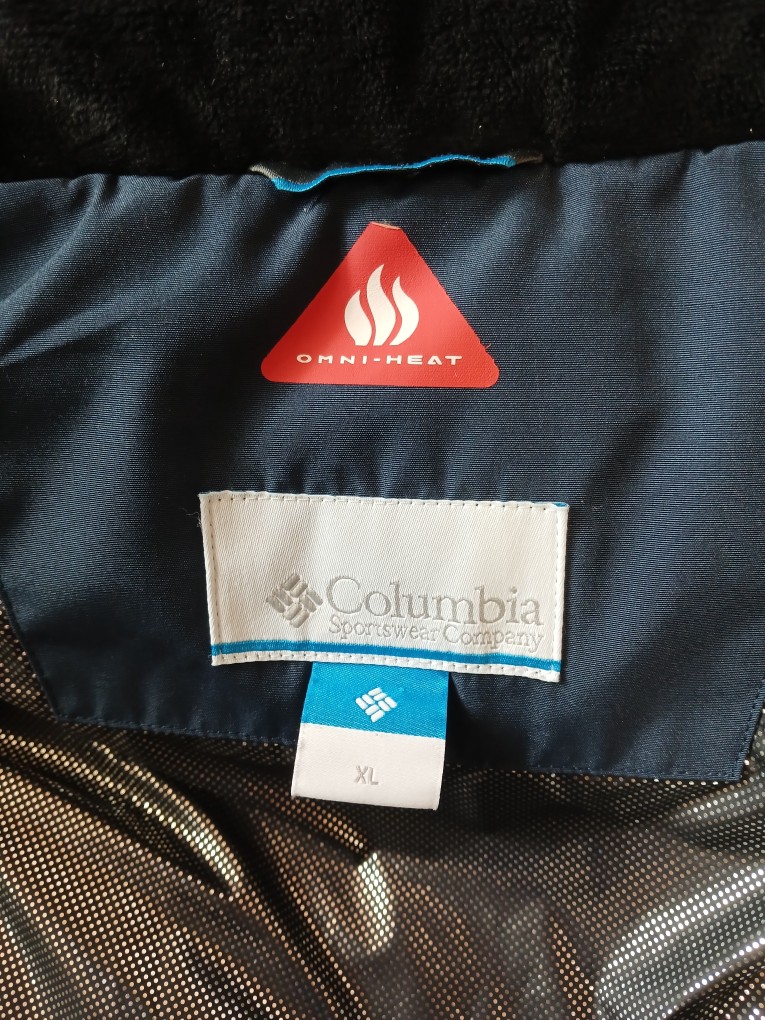 OMNI-HEAT
Columbia
Sportswear Company
XL